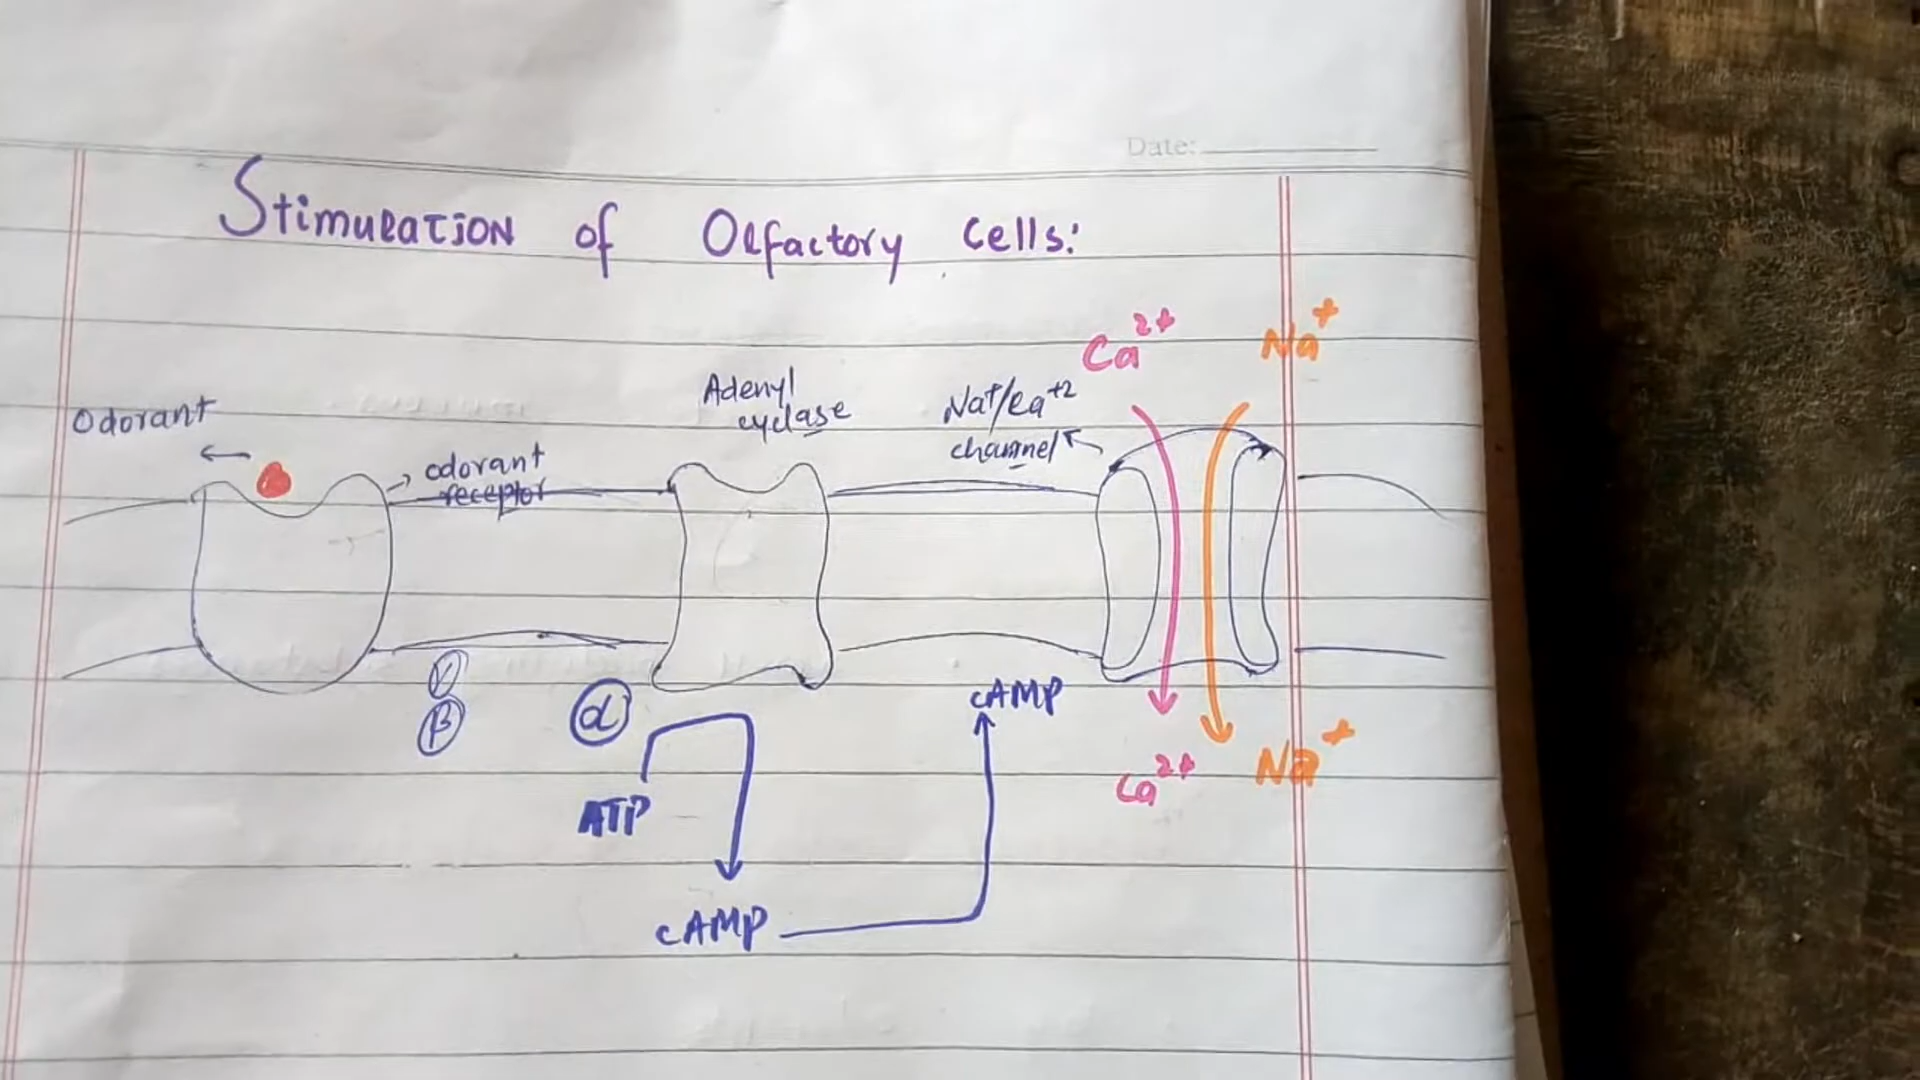 Date:
Stimulation of Olfactory Cells:
Ca2+ Na+
Odorant
Adenyl
cyclase
Na+/Ca+2
channel
odorant
receptor
γ
β
α
cAMP
ATP
Ca2+ Na+
cAMP